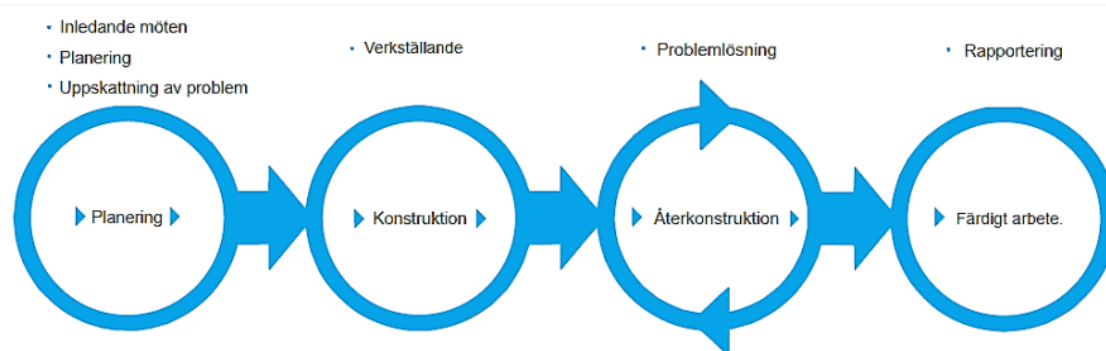 • Inledande möten
• Planering
• Uppskattning av problem
• Verkställande
• Problemlösning
• Rapportering
Planering
Konstruktion
Återkonstruktion
Färdigt arbete.